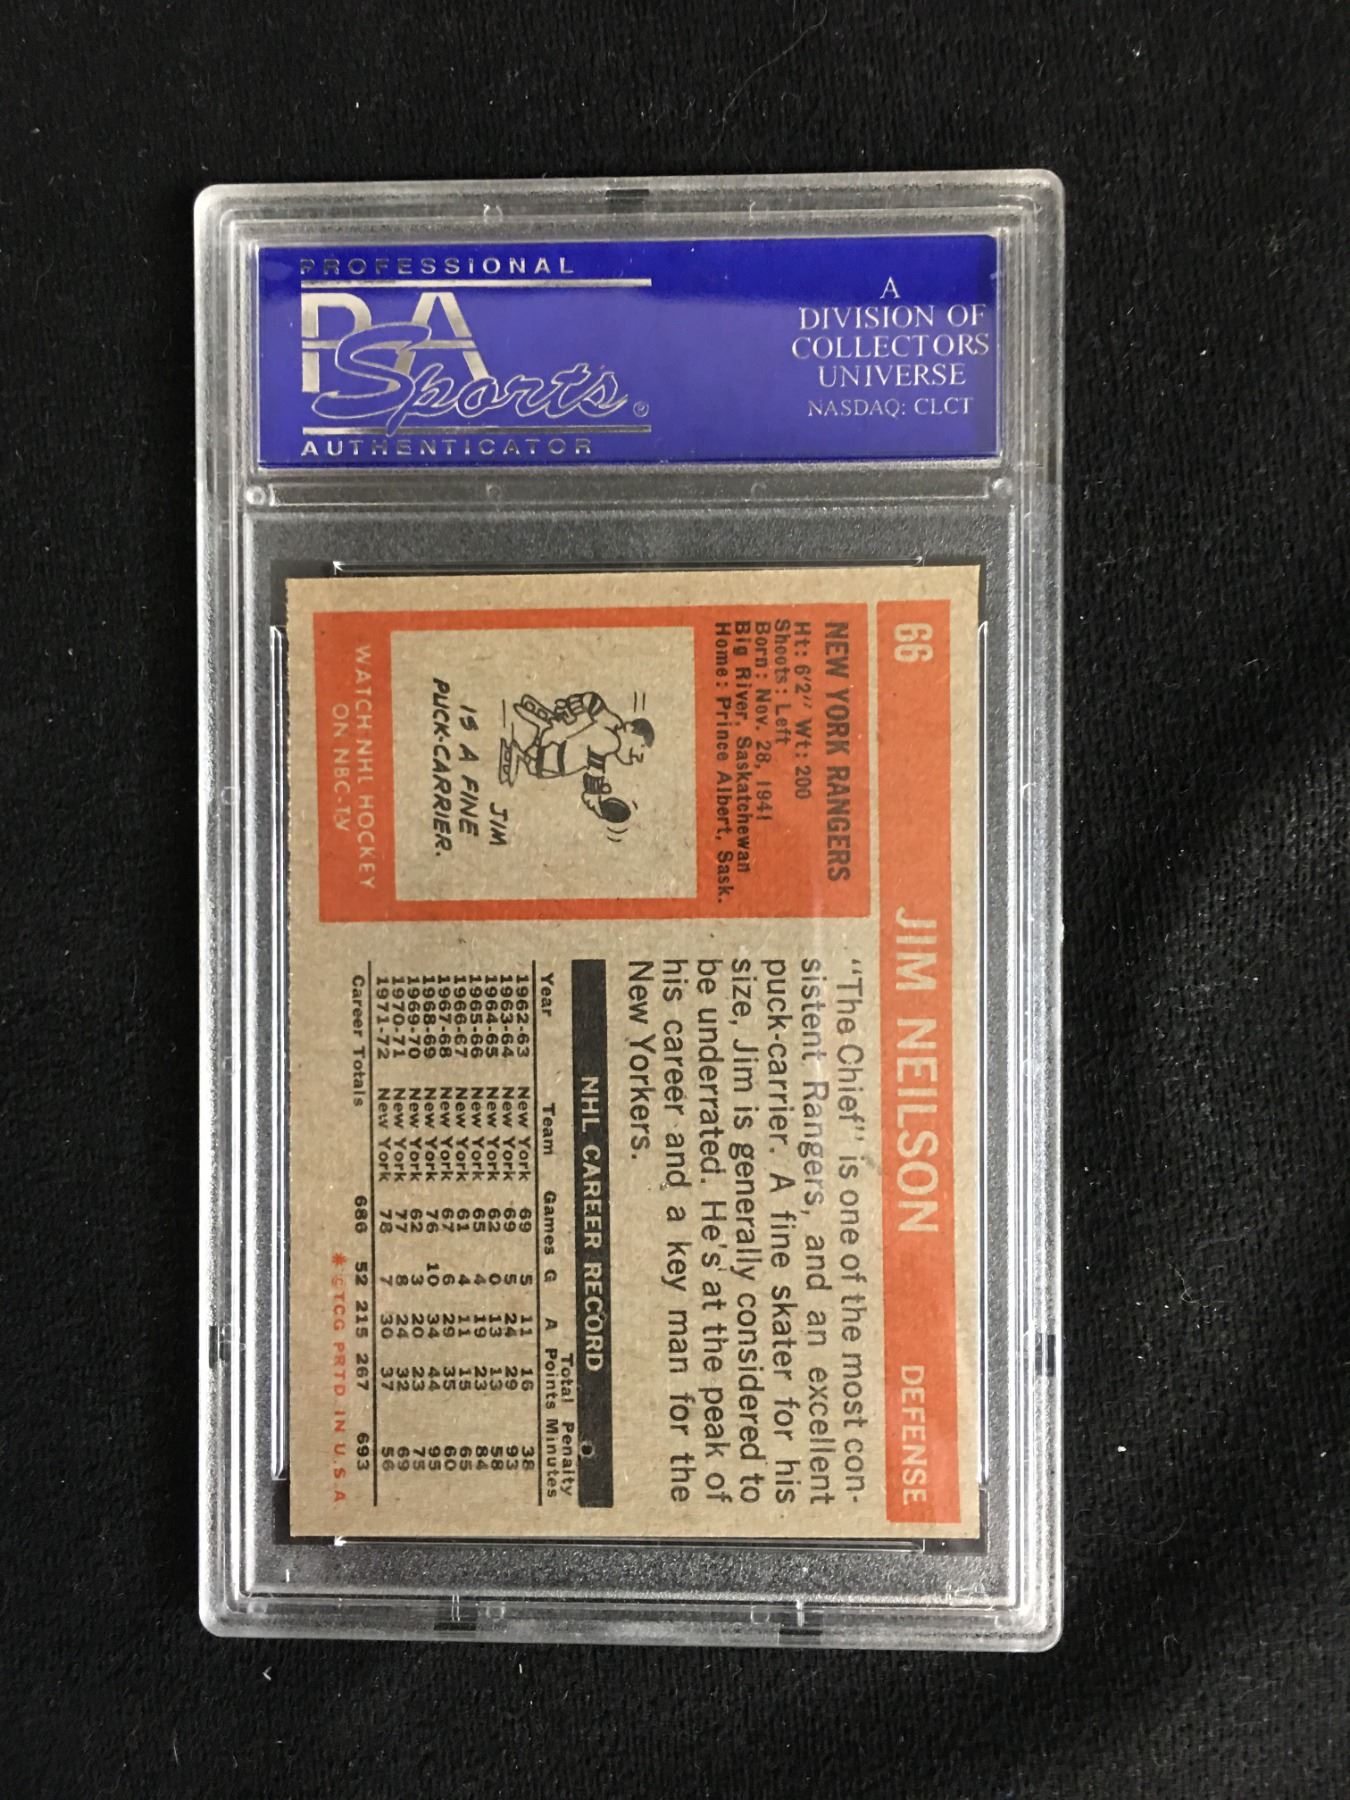 PROFESSIONAL
PSA
Sports®
AUTHENTICATOR
A
DIVISION OF
COLLECTORS
UNIVERSE
NASDAQ: CLCT
66 JIM NEILSON DEFENSE
NEW YORK RANGERS
Ht: 6'2" Wt: 200
Shoots: Left
Born: Nov. 28, 1941
Big River, Saskatchewan
Home: Prince Albert, Sask.
JIM
IS A FINE
PUCK-CARRIER.
WATCH NHL HOCKEY
ON NBC-TV
"The Chief" is one of the most con-
sistent Rangers, and an excellent
puck-carrier. A fine skater for his
size, Jim is generally considered to
be underrated. He's at the peak of
his career and a key man for the
New Yorkers.
NHL CAREER RECORD
Total Penalty
Year Team Games G A Points Minutes
1962-63 New York 69 5 11 16 38
1963-64 New York 69 5 24 29 93
1964-65 New York 62 0 13 13 58
1965-66 New York 65 4 19 23 84
1966-67 New York 61 4 11 15 65
1967-68 New York 67 6 29 35 60
1968-69 New York 76 10 34 44 95
1969-70 New York 62 3 20 23 75
1970-71 New York 77 8 24 32 69
1971-72 New York 78 7 30 37 56
Career Totals 686 52 215 267 693
*©TCG PRTD. IN U.S.A